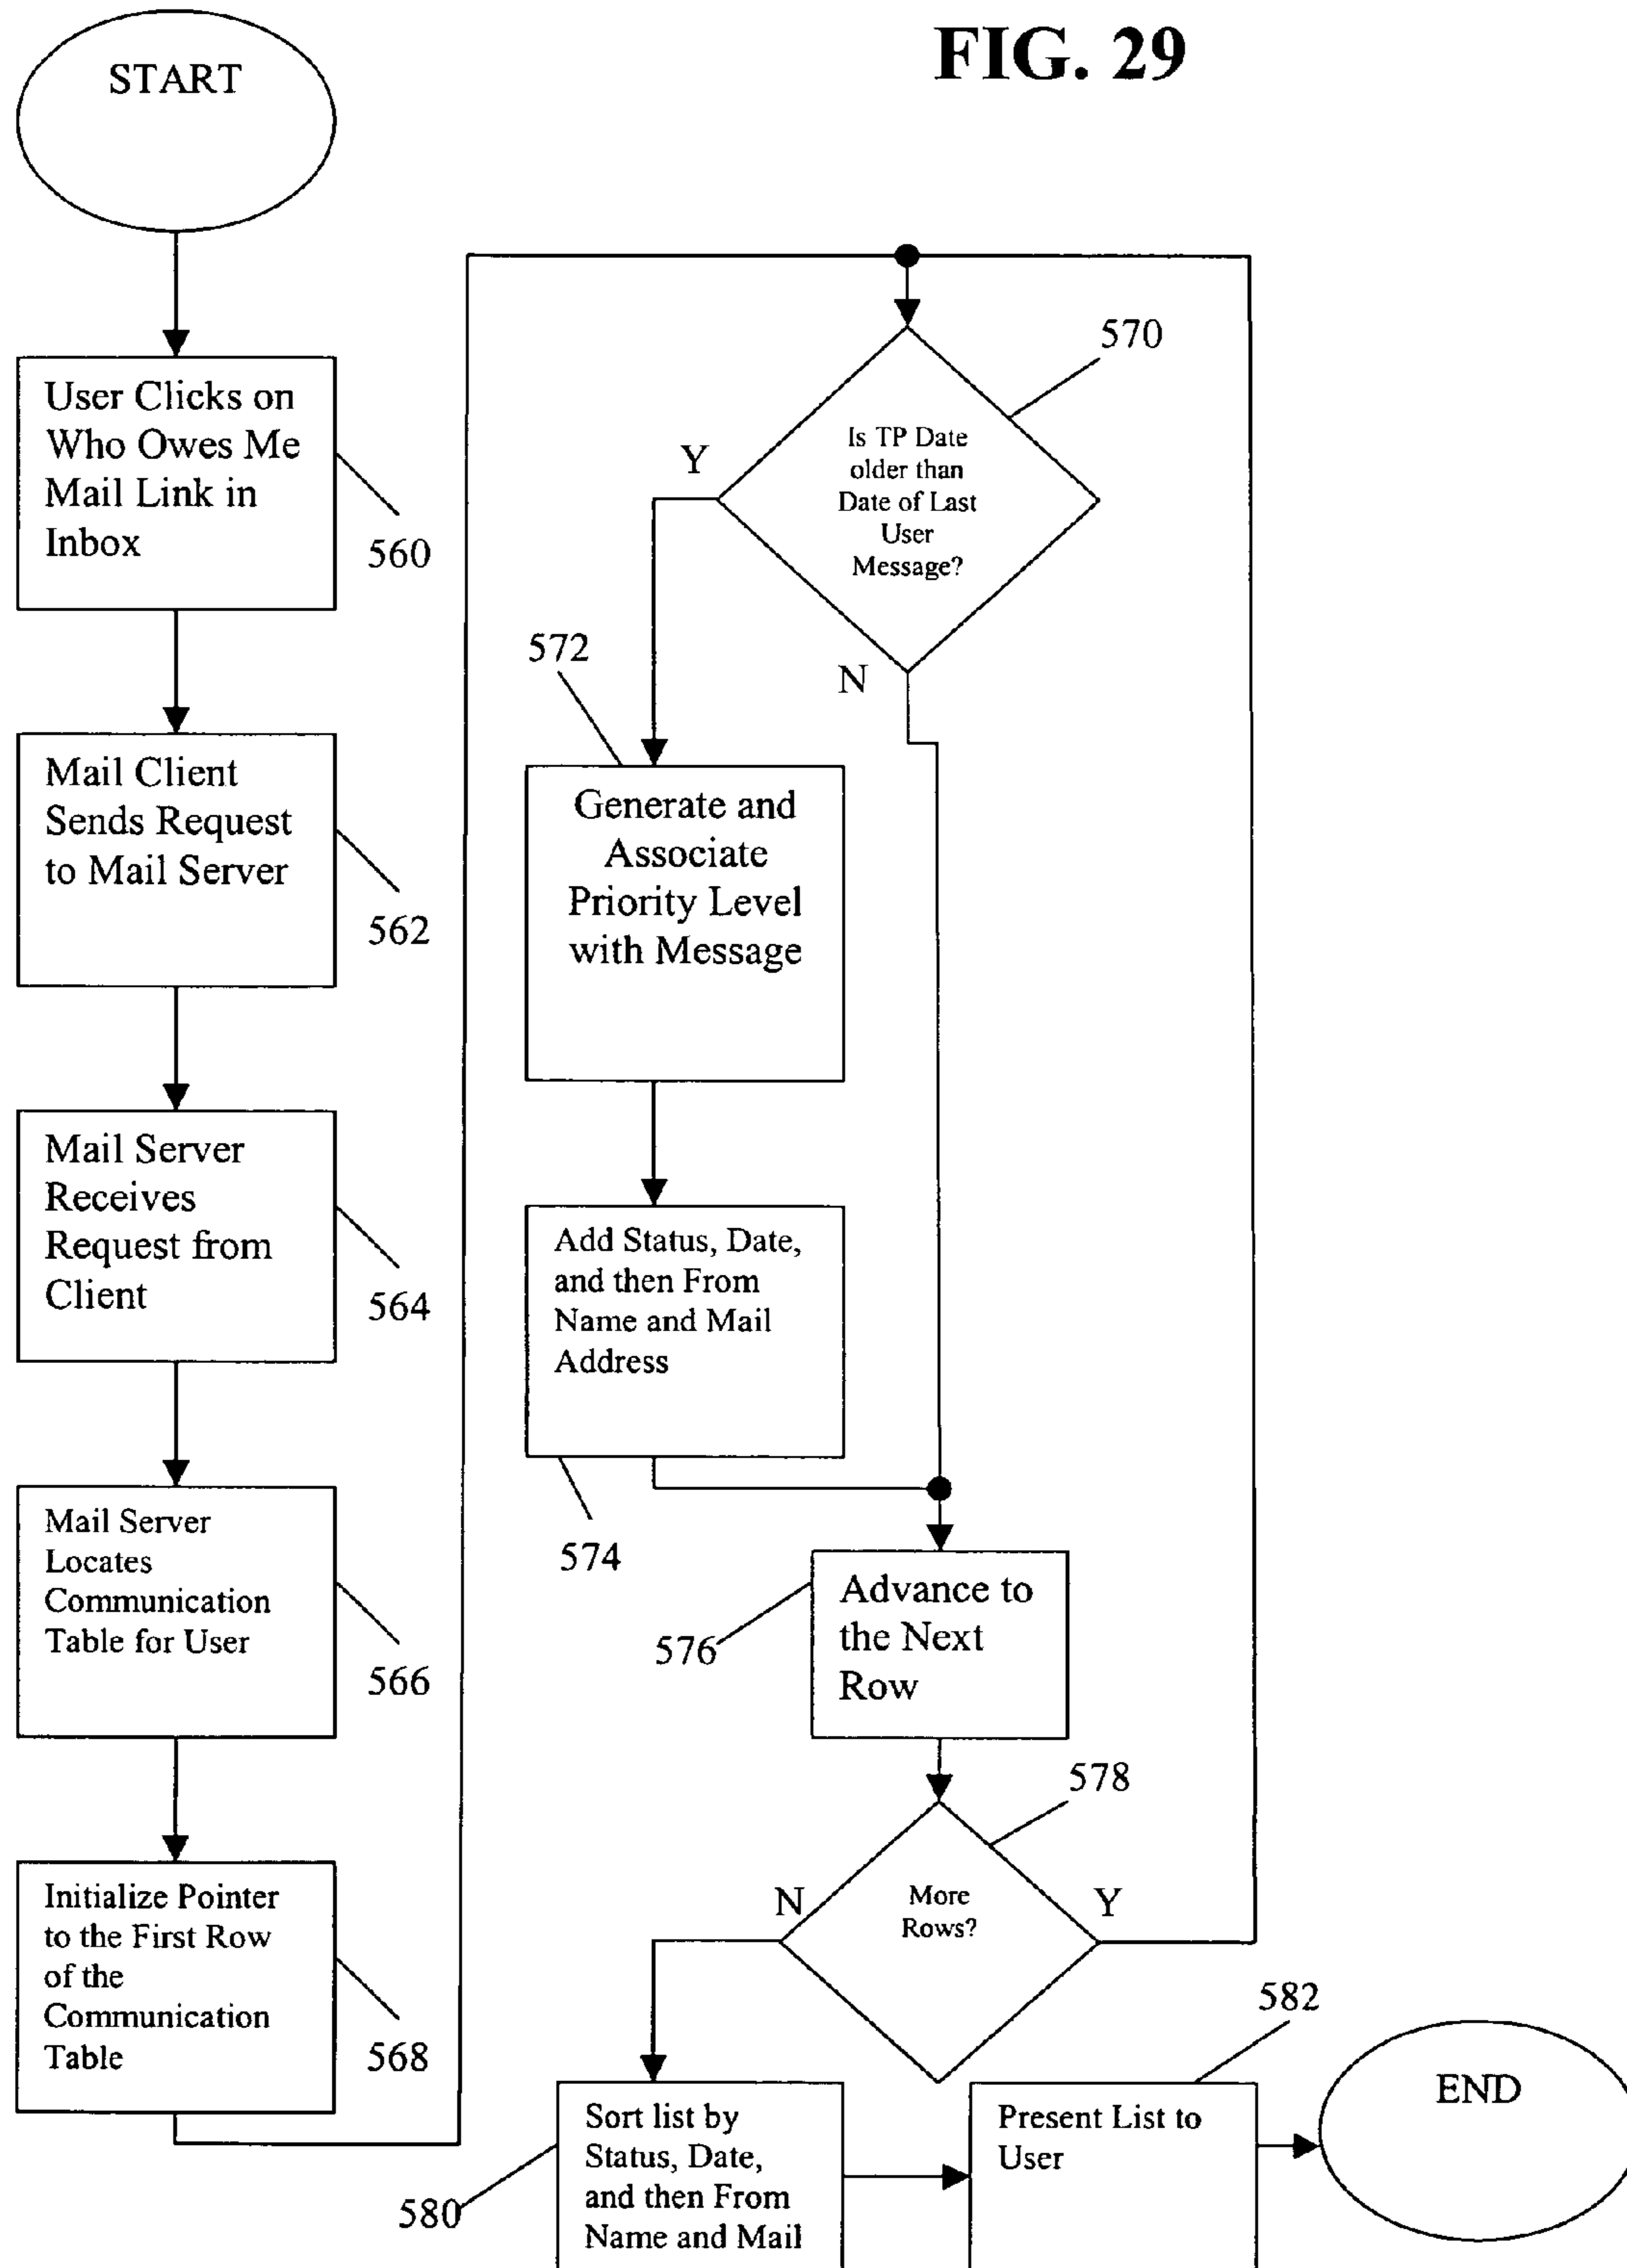 FIG. 29
START
User Clicks on
Who Owes Me
Mail Link in
Inbox
560
Mail Client
Sends Request
to Mail Server
562
Mail Server
Receives
Request from
Client
564
Mail Server
Locates
Communication
Table for User
566
Initialize Pointer
to the First Row
of the
Communication
Table
568
570
Is TP Date
older than
Date of Last
User
Message?
Y
N
572
Generate and
Associate
Priority Level
with Message
Add Status, Date,
and then From
Name and Mail
Address
574
Advance to
the Next
Row
576
578
More
Rows?
N
Y
Sort list by
Status, Date,
and then From
Name and Mail
580
582
Present List to
User
END